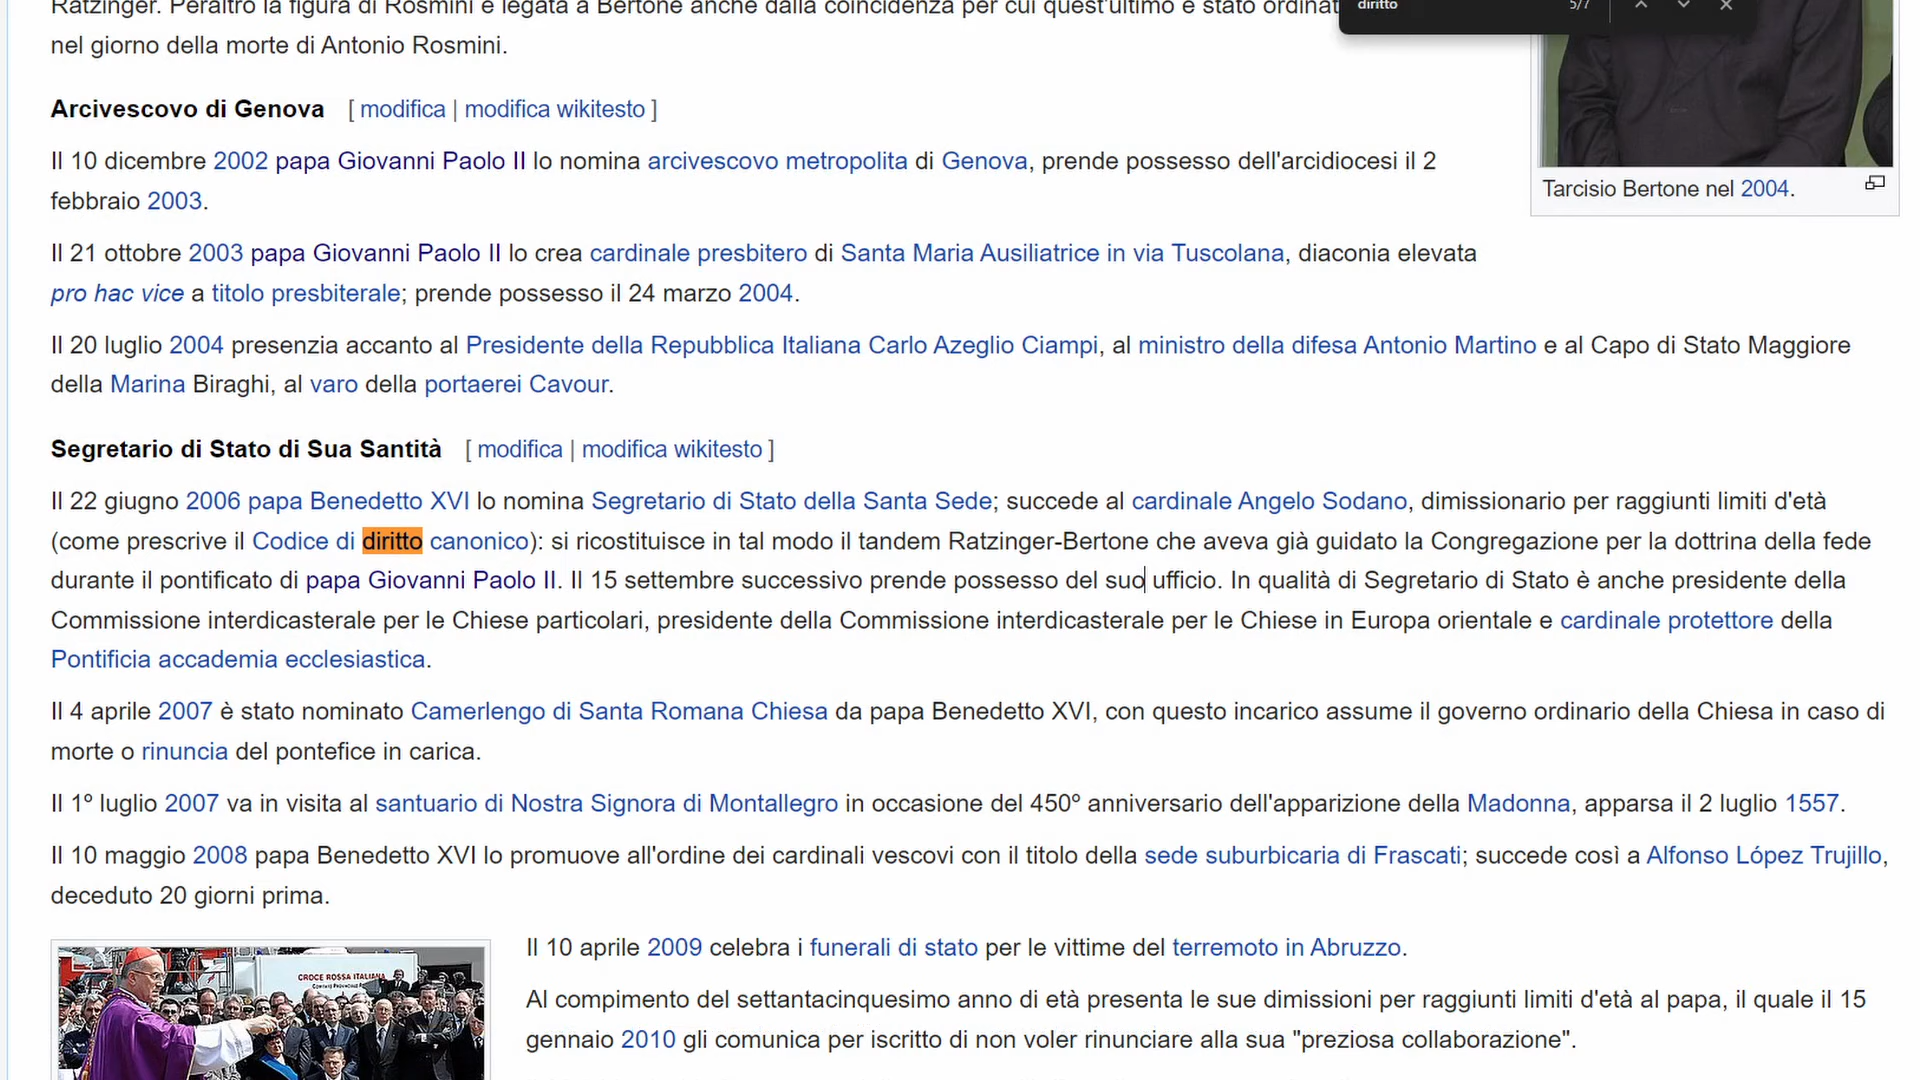 Ratzinger. Peraltro la figura di Rosmini è legata a Bertone anche dalla coincidenza per cui quest'ultimo è stato ordinat
diritto 5/7
nel giorno della morte di Antonio Rosmini.
Arcivescovo di Genova [ modifica | modifica wikitesto ]
Il 10 dicembre 2002 papa Giovanni Paolo II lo nomina arcivescovo metropolita di Genova, prende possesso dell'arcidiocesi il 2
febbraio 2003.
Tarcisio Bertone nel 2004.
Il 21 ottobre 2003 papa Giovanni Paolo II lo crea cardinale presbitero di Santa Maria Ausiliatrice in via Tuscolana, diaconia elevata
pro hac vice a titolo presbiterale; prende possesso il 24 marzo 2004.
Il 20 luglio 2004 presenzia accanto al Presidente della Repubblica Italiana Carlo Azeglio Ciampi, al ministro della difesa Antonio Martino e al Capo di Stato Maggiore
della Marina Biraghi, al varo della portaerei Cavour.
Segretario di Stato di Sua Santità [ modifica | modifica wikitesto ]
Il 22 giugno 2006 papa Benedetto XVI lo nomina Segretario di Stato della Santa Sede; succede al cardinale Angelo Sodano, dimissionario per raggiunti limiti d'età
(come prescrive il Codice di diritto canonico): si ricostituisce in tal modo il tandem Ratzinger-Bertone che aveva già guidato la Congregazione per la dottrina della fede
durante il pontificato di papa Giovanni Paolo II. Il 15 settembre successivo prende possesso del suo ufficio. In qualità di Segretario di Stato è anche presidente della
Commissione interdicasterale per le Chiese particolari, presidente della Commissione interdicasterale per le Chiese in Europa orientale e cardinale protettore della
Pontificia accademia ecclesiastica.
Il 4 aprile 2007 è stato nominato Camerlengo di Santa Romana Chiesa da papa Benedetto XVI, con questo incarico assume il governo ordinario della Chiesa in caso di
morte o rinuncia del pontefice in carica.
Il 1º luglio 2007 va in visita al santuario di Nostra Signora di Montallegro in occasione del 450º anniversario dell'apparizione della Madonna, apparsa il 2 luglio 1557.
Il 10 maggio 2008 papa Benedetto XVI lo promuove all'ordine dei cardinali vescovi con il titolo della sede suburbicaria di Frascati; succede così a Alfonso López Trujillo,
deceduto 20 giorni prima.
Il 10 aprile 2009 celebra i funerali di stato per le vittime del terremoto in Abruzzo.
CROCE ROSSA ITALIANA
Al compimento del settantacinquesimo anno di età presenta le sue dimissioni per raggiunti limiti d'età al papa, il quale il 15
gennaio 2010 gli comunica per iscritto di non voler rinunciare alla sua "preziosa collaborazione".